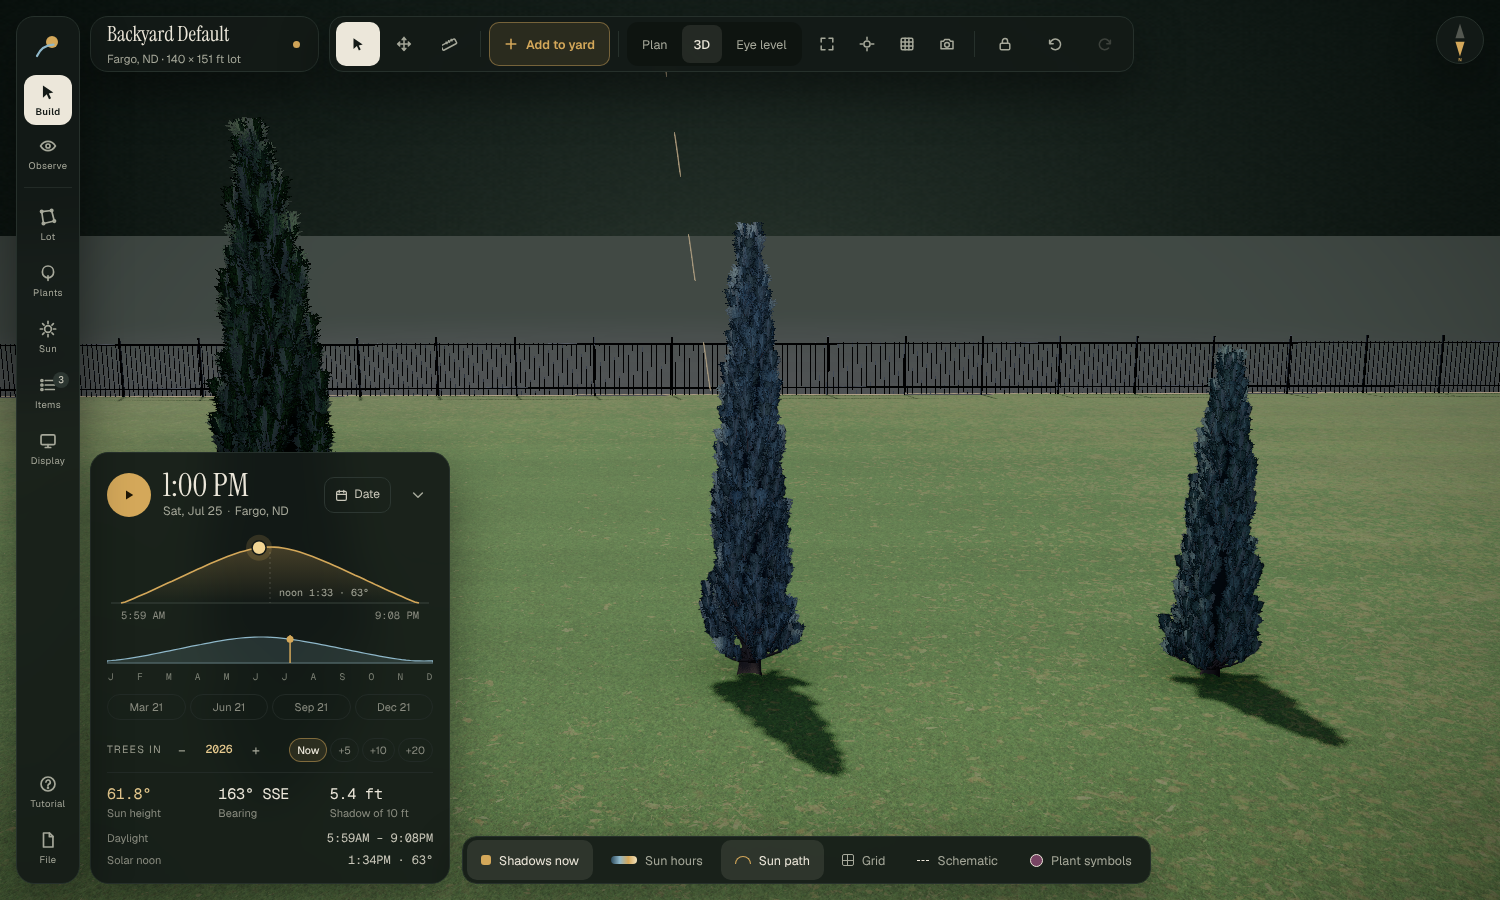 Backyard Default
Fargo, ND · 140 × 151 ft lot
Add to yard
Plan
3D
Eye level
N
Build
Observe
Lot
Plants
Sun
3
Items
Display
Tutorial
File
1:00 PM
Sat, Jul 25 · Fargo, ND
Date
noon 1:33 · 63°
5:59 AM
9:08 PM
J F M A M J J A S O N D
Mar 21
Jun 21
Sep 21
Dec 21
TREES IN − 2026 +
Now
+5
+10
+20
61.8°
163° SSE
5.4 ft
Sun height
Bearing
Shadow of 10 ft
Daylight
5:59AM – 9:08PM
Solar noon
1:34PM · 63°
Shadows now
Sun hours
Sun path
Grid
Schematic
Plant symbols